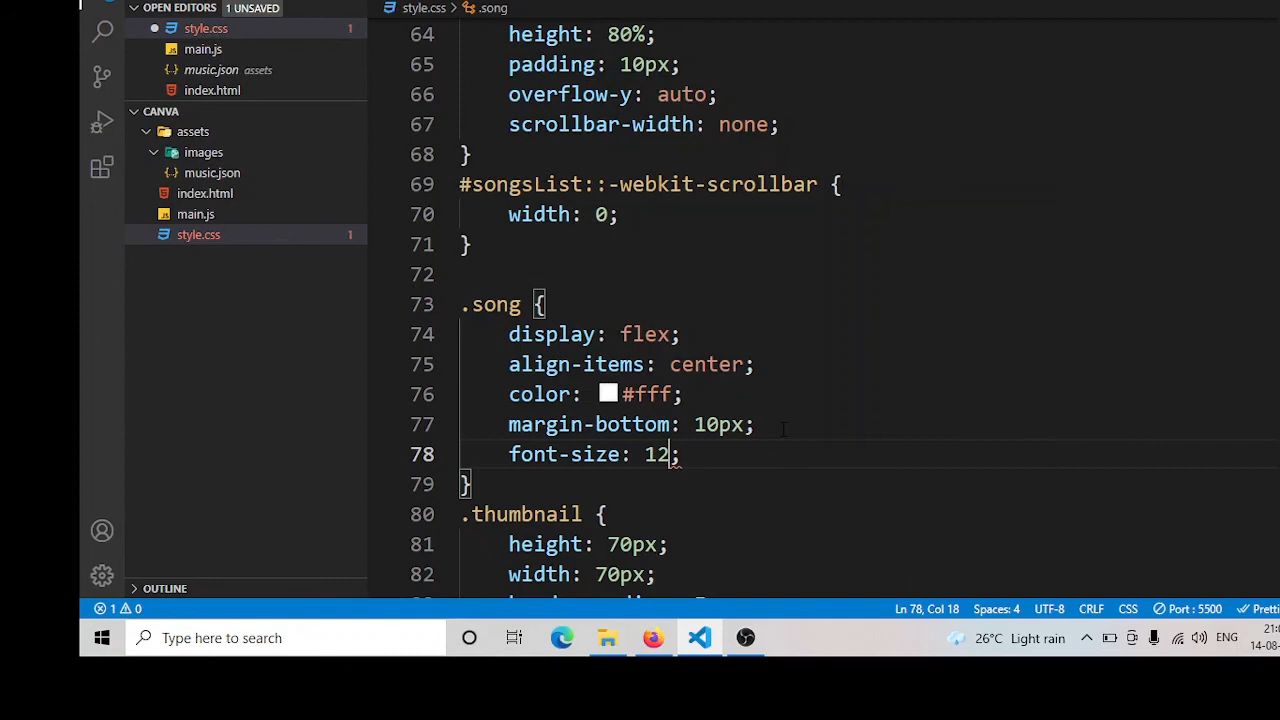 OPEN EDITORS 1 UNSAVED
style.css 1
main.js
music.json assets
index.html
CANVA
assets
images
music.json
index.html
main.js
style.css 1
OUTLINE
style.css > .song
64 height: 80%;
65 padding: 10px;
66 overflow-y: auto;
67 scrollbar-width: none;
68 }
69 #songsList::-webkit-scrollbar {
70 width: 0;
71 }
72
73 .song {
74 display: flex;
75 align-items: center;
76 color: #fff;
77 margin-bottom: 10px;
78 font-size: 12;
79 }
80 .thumbnail {
81 height: 70px;
82 width: 70px;
1 0 Ln 78, Col 18 Spaces: 4 UTF-8 CRLF CSS Port : 5500 Pretti
Type here to search 26°C Light rain ENG 21:0
14-08-